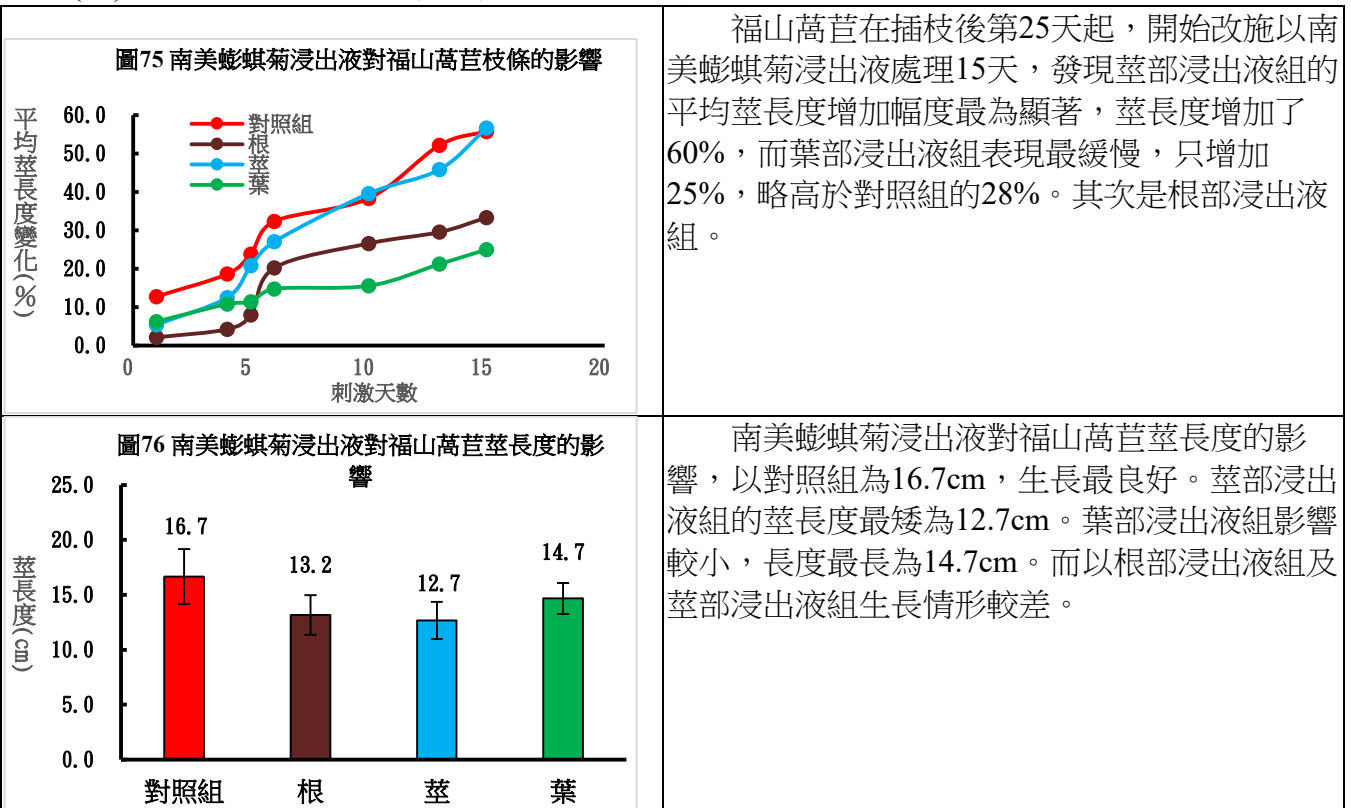 圖75 南美蟛蜞菊浸出液對福山萵苣枝條的影響
平均莖長度變化(%)
60.0
50.0
40.0
30.0
20.0
10.0
0.0
對照組
根
莖
葉
0 5 10 15 20
刺激天數
福山萵苣在插枝後第25天起，開始改施以南
美蟛蜞菊浸出液處理15天，發現莖部浸出液組的
平均莖長度增加幅度最為顯著，莖長度增加了
60%，而葉部浸出液組表現最緩慢，只增加
25%，略高於對照組的28%。其次是根部浸出液
組。
圖76 南美蟛蜞菊浸出液對福山萵苣莖長度的影
響
莖長度(cm)
25.0
20.0
15.0
10.0
5.0
0.0
16.7
13.2
12.7
14.7
對照組 根 莖 葉
南美蟛蜞菊浸出液對福山萵苣莖長度的影
響，以對照組為16.7cm，生長最良好。莖部浸出
液組的莖長度最矮為12.7cm。葉部浸出液組影響
較小，長度最長為14.7cm。而以根部浸出液組及
莖部浸出液組生長情形較差。